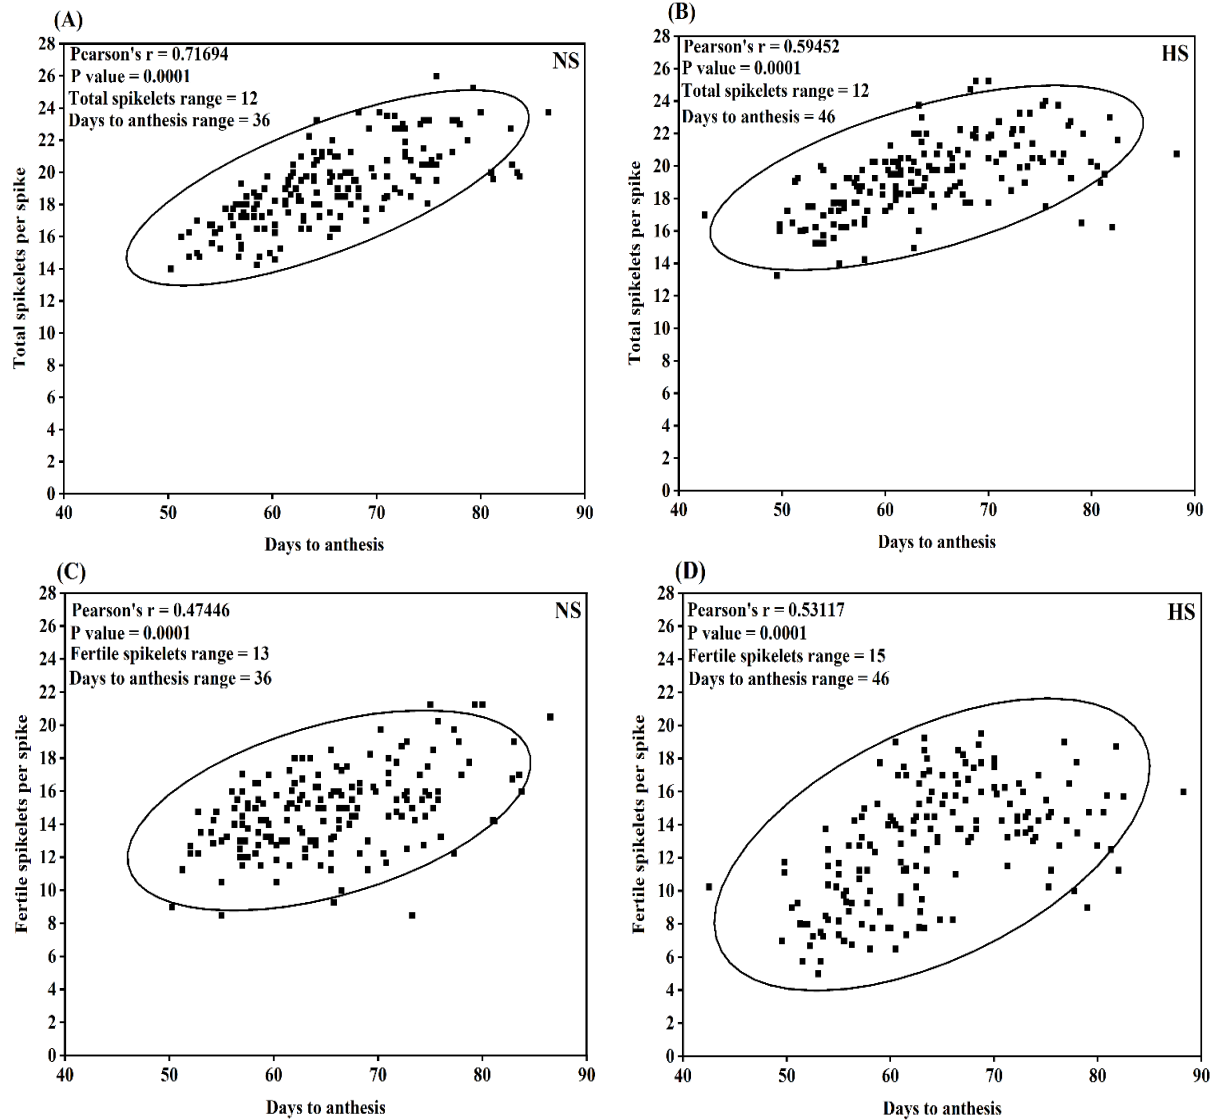 (A)
Pearson's r = 0.71694
NS
P value = 0.0001
Total spikelets range = 12
Days to anthesis range = 36
28
26
24
22
20
18
16
14
12
10
8
6
4
2
0
Total spikelets per spike
40 50 60 70 80 90
Days to anthesis
(B)
Pearson's r = 0.59452
HS
P value = 0.0001
Total spikelets range = 12
Days to anthesis = 46
28
26
24
22
20
18
16
14
12
10
8
6
4
2
0
Total spikelets per spike
40 50 60 70 80 90
Days to anthesis
(C)
Pearson's r = 0.47446
NS
P value = 0.0001
Fertile spikelets range = 13
Days to anthesis range = 36
28
26
24
22
20
18
16
14
12
10
8
6
4
2
0
Fertile spikelets per spike
40 50 60 70 80 90
Days to anthesis
(D)
Pearson's r = 0.53117
HS
P value = 0.0001
Fertile spikelets range = 15
Days to anthesis range = 46
28
26
24
22
20
18
16
14
12
10
8
6
4
2
0
Fertile spikelets per spike
40 50 60 70 80 90
Days to anthesis